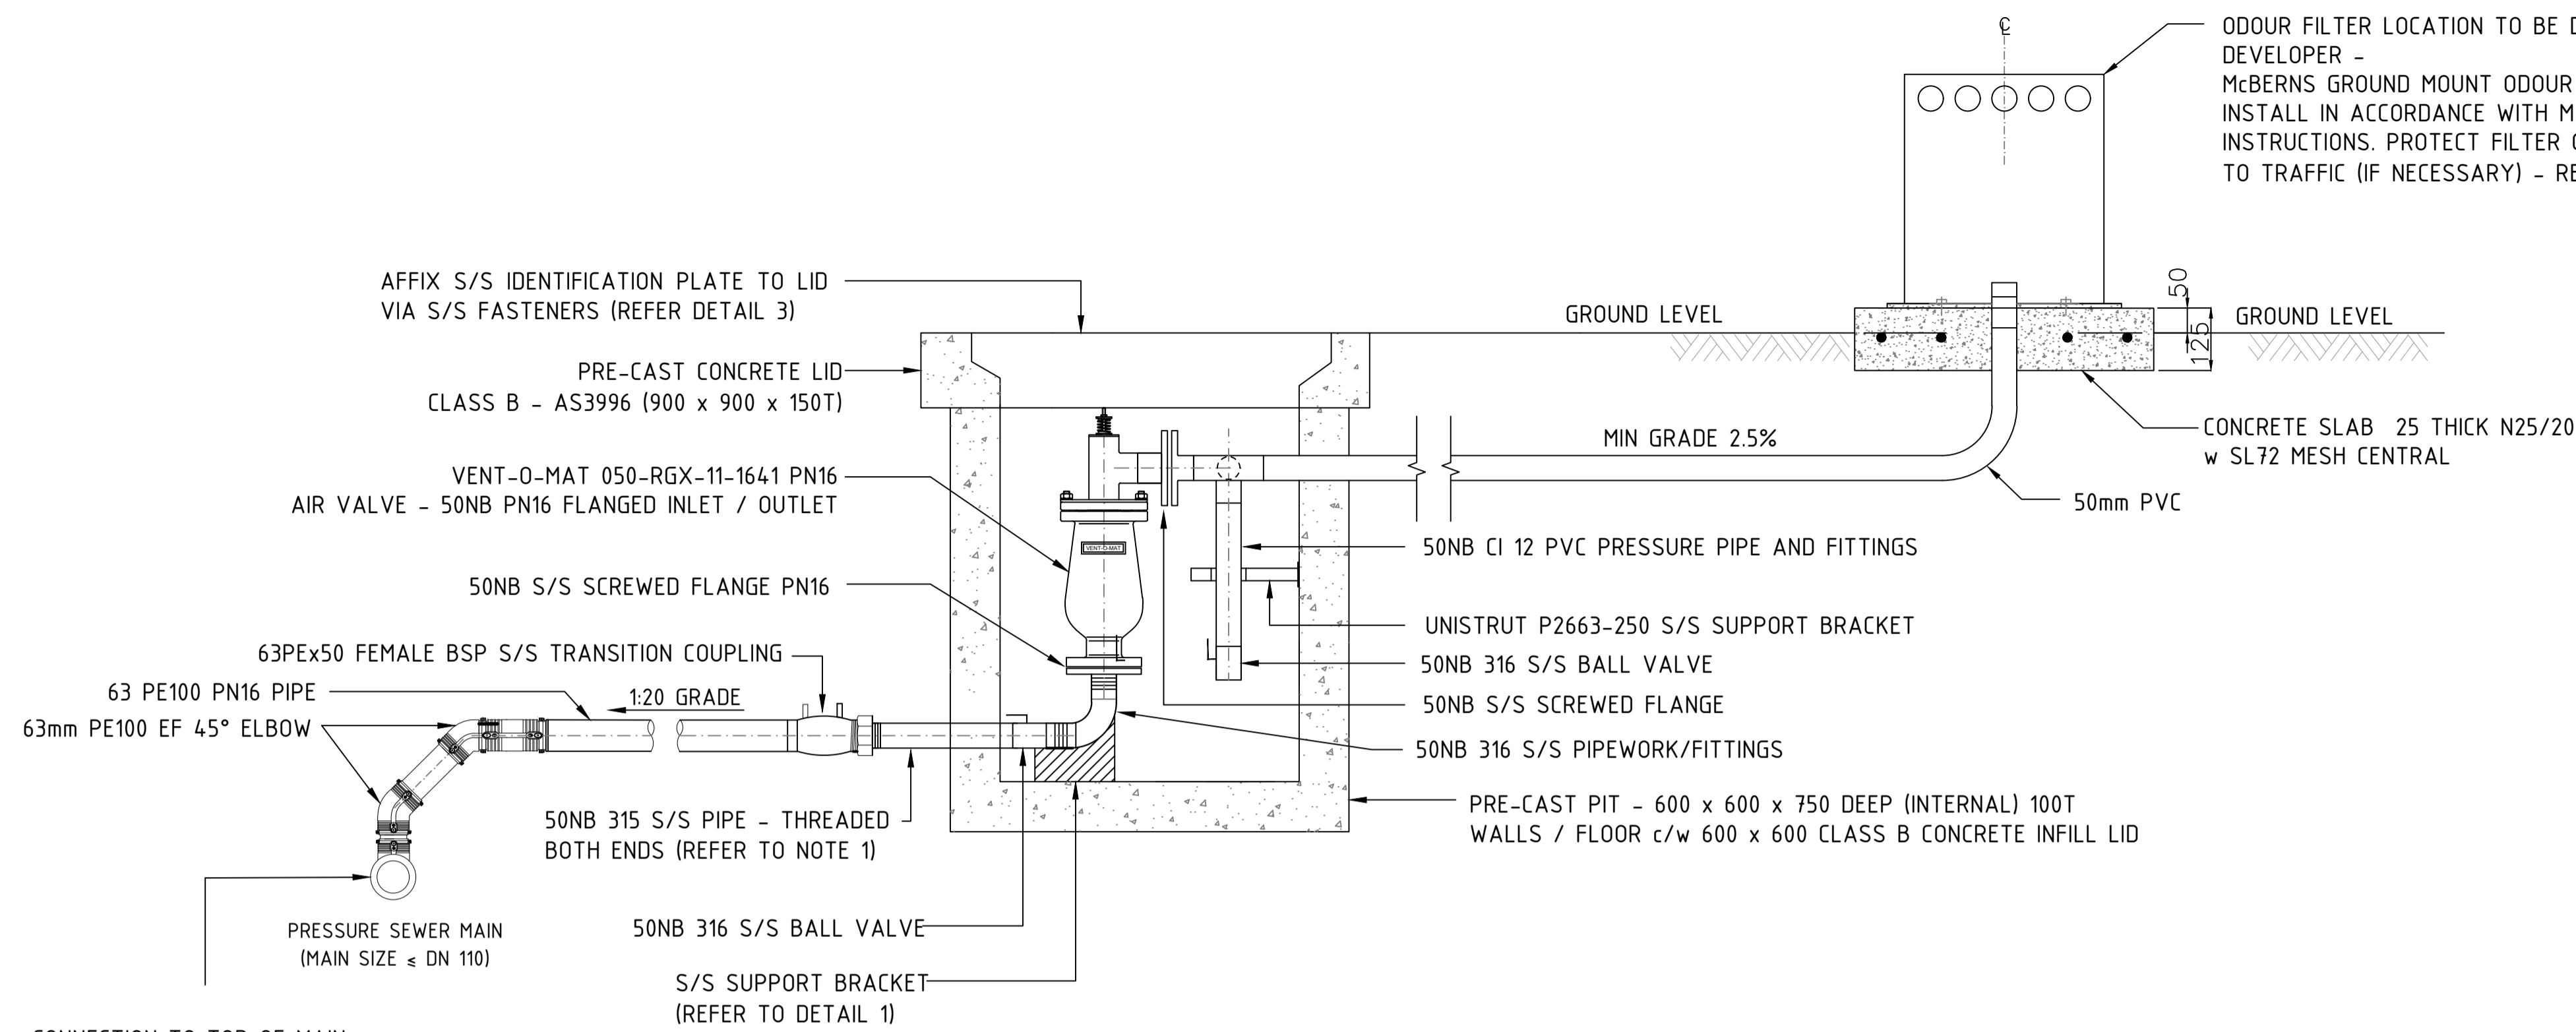 ℄
ODOUR FILTER LOCATION TO BE
DEVELOPER -
McBERNS GROUND MOUNT ODOUR
INSTALL IN ACCORDANCE WITH
INSTRUCTIONS. PROTECT FILTER
TO TRAFFIC (IF NECESSARY) -
AFFIX S/S IDENTIFICATION PLATE TO LID
VIA S/S FASTENERS (REFER DETAIL 3)
GROUND LEVEL
50
125
GROUND LEVEL
PRE-CAST CONCRETE LID
CLASS B - AS3996 (900 x 900 x 150T)
CONCRETE SLAB 25 THICK N25/20
w SL72 MESH CENTRAL
MIN GRADE 2.5%
VENT-O-MAT 050-RGX-11-1641 PN16
AIR VALVE - 50NB PN16 FLANGED INLET / OUTLET
50mm PVC
VENT-O-MAT
50NB CI 12 PVC PRESSURE PIPE AND FITTINGS
50NB S/S SCREWED FLANGE PN16
UNISTRUT P2663-250 S/S SUPPORT BRACKET
63PEx50 FEMALE BSP S/S TRANSITION COUPLING
50NB 316 S/S BALL VALVE
63 PE100 PN16 PIPE
1:20 GRADE
50NB S/S SCREWED FLANGE
63mm PE100 EF 45° ELBOW
50NB 316 S/S PIPEWORK/FITTINGS
PRE-CAST PIT - 600 x 600 x 750 DEEP (INTERNAL) 100T
WALLS / FLOOR c/w 600 x 600 CLASS B CONCRETE INFILL LID
50NB 315 S/S PIPE - THREADED
BOTH ENDS (REFER TO NOTE 1)
PRESSURE SEWER MAIN
(MAIN SIZE ≤ DN 110)
50NB 316 S/S BALL VALVE
S/S SUPPORT BRACKET
(REFER TO DETAIL 1)
CONNECTION TO TOP OF MAIN